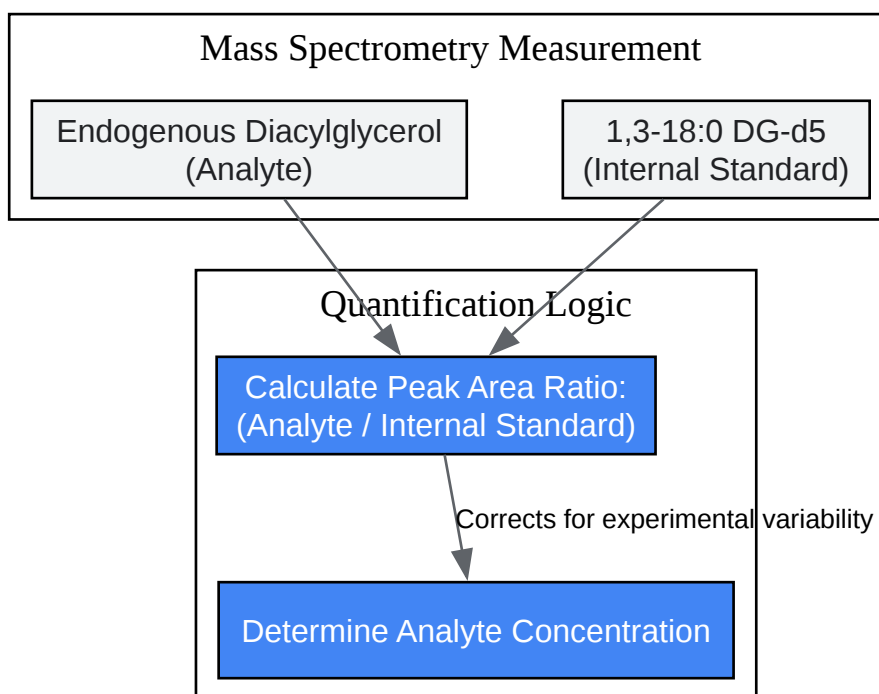 Mass Spectrometry Measurement
Endogenous Diacylglycerol
(Analyte)
1,3-18:0 DG-d5
(Internal Standard)
Quantification Logic
Calculate Peak Area Ratio:
(Analyte / Internal Standard)
Corrects for experimental variability
Determine Analyte Concentration